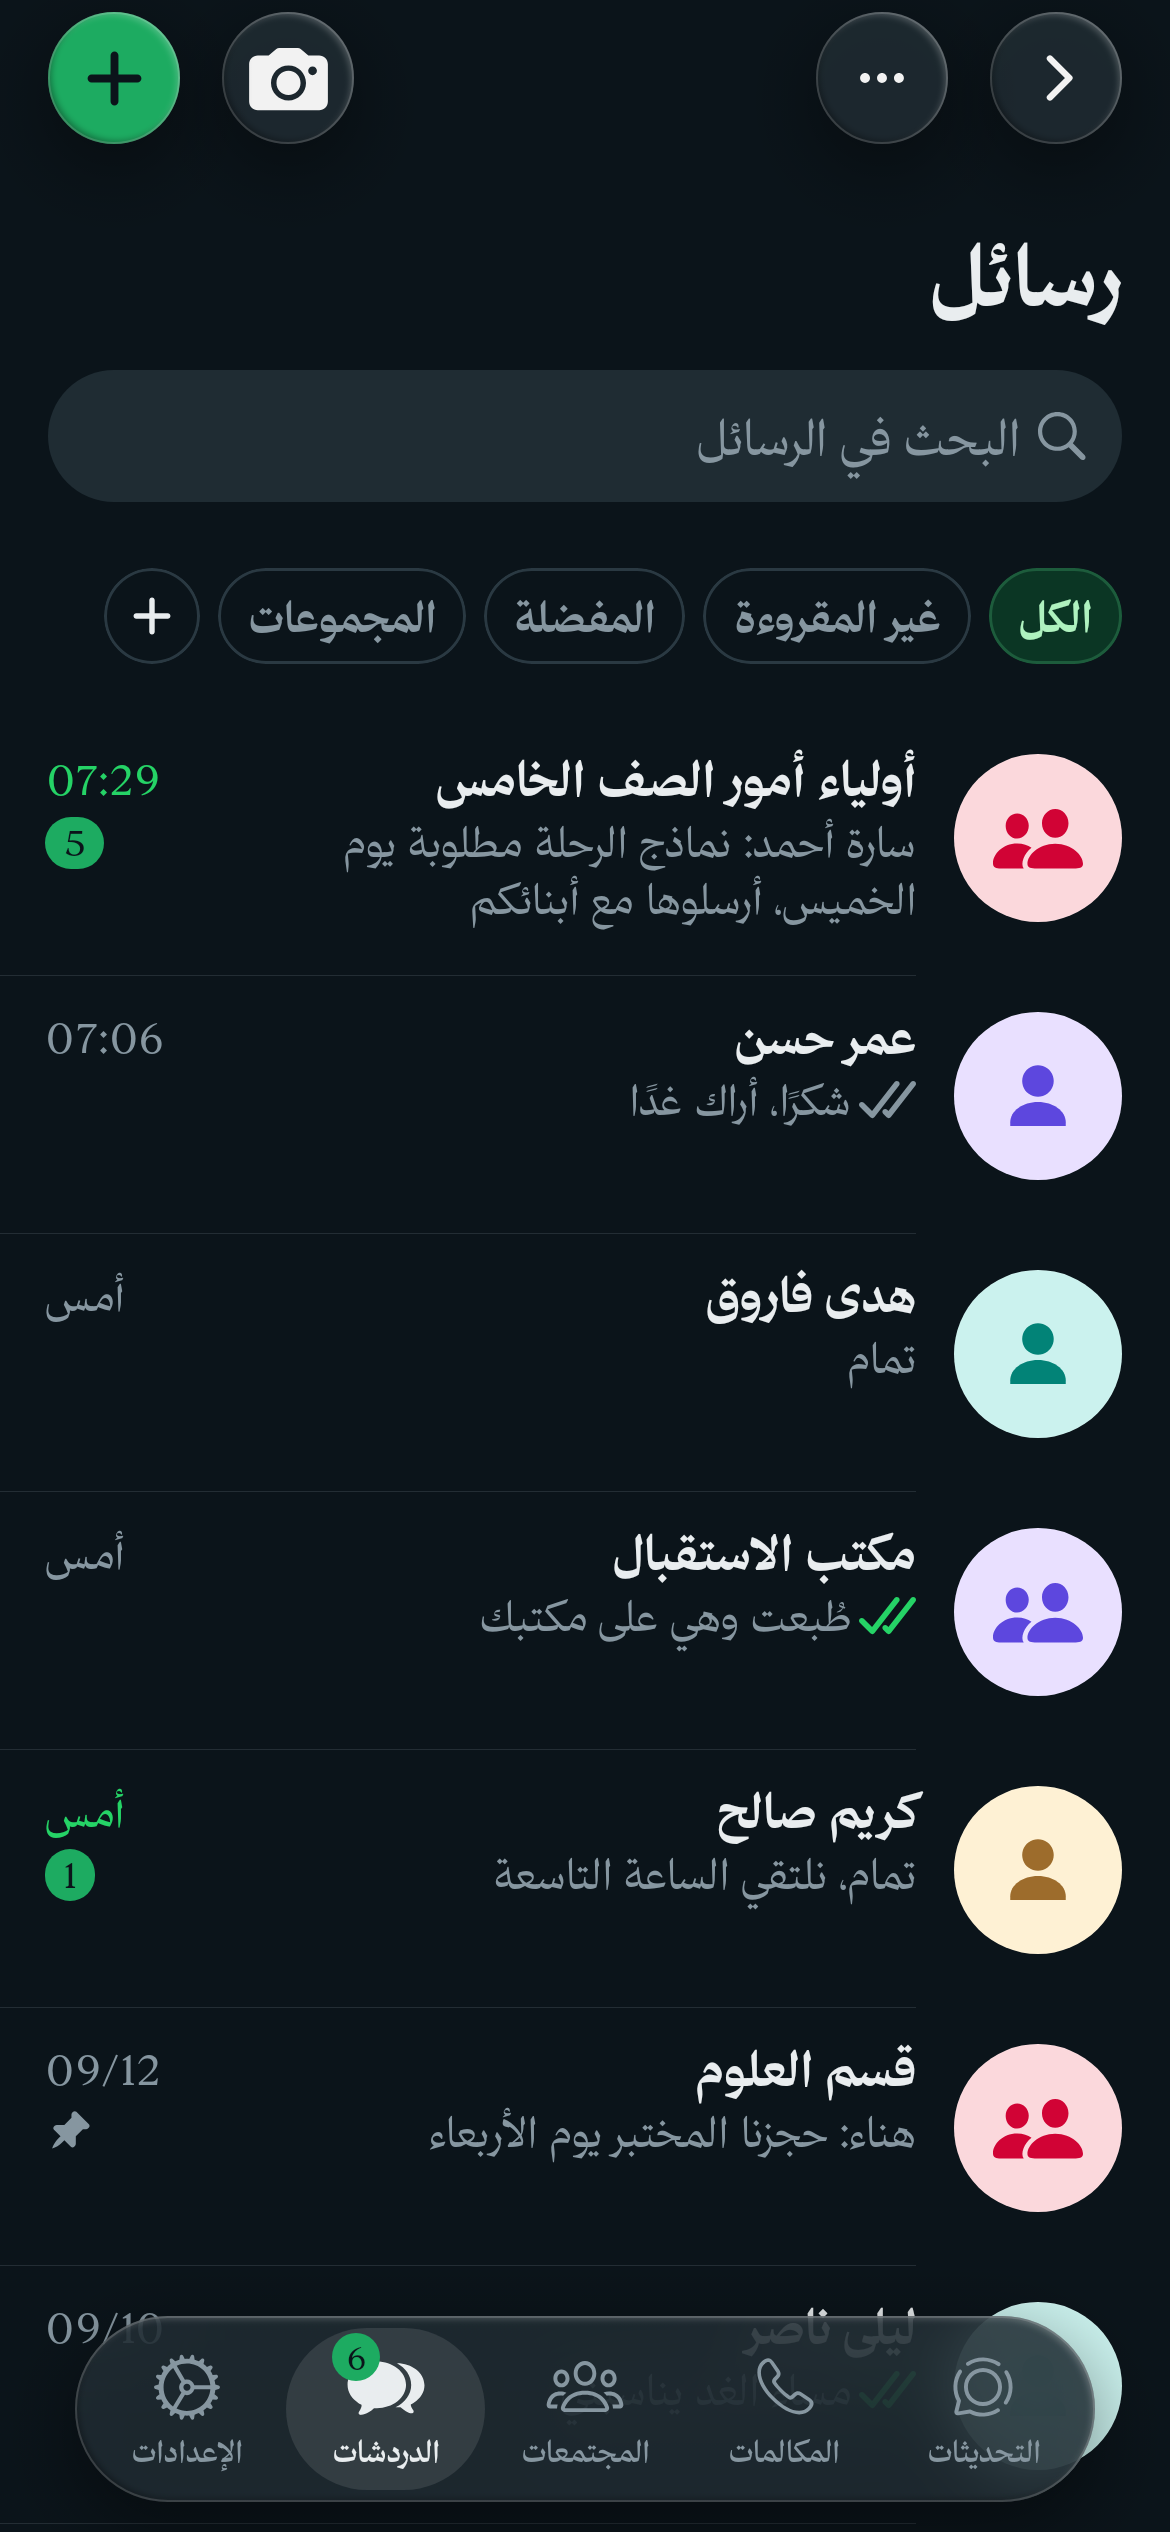 رسائل
البحث في الرسائل
الكل
غير المقروءة
المفضلة
المجموعات
أولياء أمور الصف الخامس
07:29
سارة أحمد: نماذج الرحلة مطلوبة يوم
الخميس، أرسلوها مع أبنائكم
5
عمر حسن
07:06
شكرًا، أراك غدًا
هدى فاروق
أمس
تمام
مكتب الاستقبال
أمس
طُبعت وهي على مكتبك
كريم صالح
أمس
تمام، نلتقي الساعة التاسعة
1
قسم العلوم
09/12
هناء: حجزنا المختبر يوم الأربعاء
ليلى ناصر
09/10
الغد
التحديثات
المكالمات
المجتمعات
6
الدردشات
الإعدادات